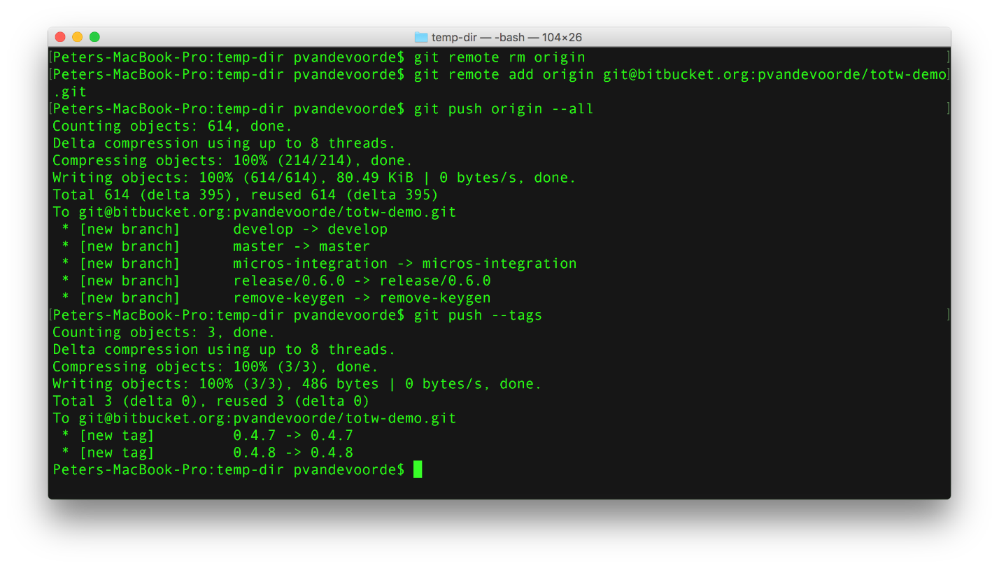 temp-dir — -bash — 104×26
[Peters-MacBook-Pro:temp-dir pvandevoorde$ git remote rm origin ]
[Peters-MacBook-Pro:temp-dir pvandevoorde$ git remote add origin git@bitbucket.org:pvandevoorde/totw-demo]
.git
[Peters-MacBook-Pro:temp-dir pvandevoorde$ git push origin --all ]
Counting objects: 614, done.
Delta compression using up to 8 threads.
Compressing objects: 100% (214/214), done.
Writing objects: 100% (614/614), 80.49 KiB | 0 bytes/s, done.
Total 614 (delta 395), reused 614 (delta 395)
To git@bitbucket.org:pvandevoorde/totw-demo.git
 * [new branch]      develop -> develop
 * [new branch]      master -> master
 * [new branch]      micros-integration -> micros-integration
 * [new branch]      release/0.6.0 -> release/0.6.0
 * [new branch]      remove-keygen -> remove-keygen
[Peters-MacBook-Pro:temp-dir pvandevoorde$ git push --tags ]
Counting objects: 3, done.
Delta compression using up to 8 threads.
Compressing objects: 100% (3/3), done.
Writing objects: 100% (3/3), 486 bytes | 0 bytes/s, done.
Total 3 (delta 0), reused 3 (delta 0)
To git@bitbucket.org:pvandevoorde/totw-demo.git
 * [new tag]         0.4.7 -> 0.4.7
 * [new tag]         0.4.8 -> 0.4.8
Peters-MacBook-Pro:temp-dir pvandevoorde$